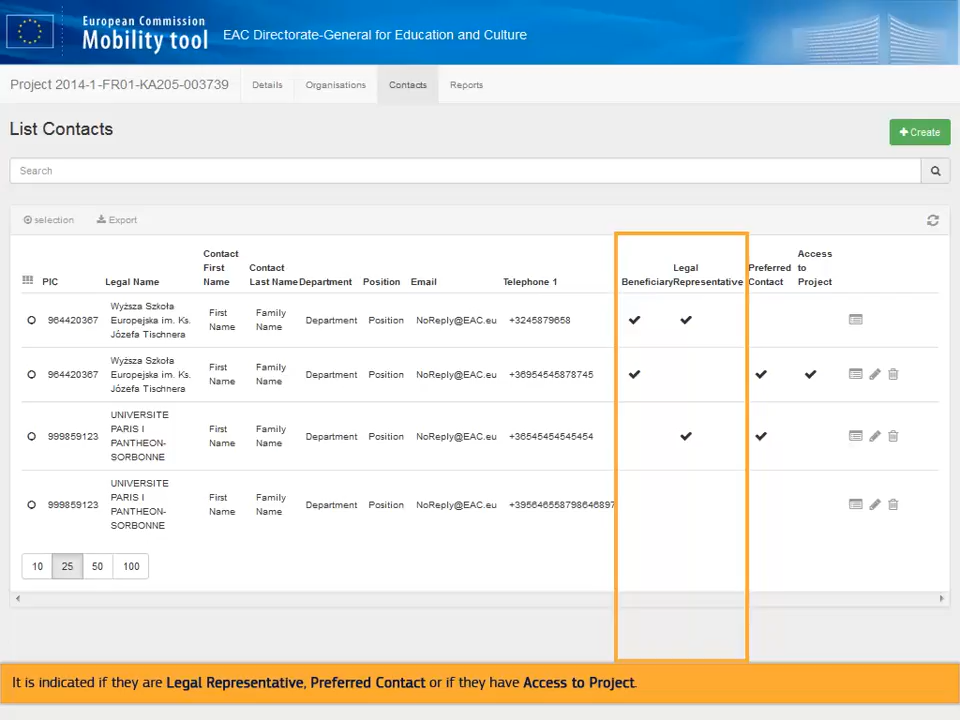 European Commission
Mobility tool
EAC Directorate-General for Education and Culture
Project 2014-1-FR01-KA205-003739
Details
Organisations
Contacts
Reports
List Contacts
Create
Search
selection
Export
PIC
Legal Name
Contact
First
Name
Contact
Last Name
Department
Position
Email
Telephone 1
Beneficiary
Legal
Representative
Preferred
Contact
Access
to
Project
964420367
Wyższa Szkoła
Europejska im. Ks.
Józefa Tischnera
First
Name
Family
Name
Department
Position
NoReply@EAC.eu
+3245879658
964420367
Wyższa Szkoła
Europejska im. Ks.
Józefa Tischnera
First
Name
Family
Name
Department
Position
NoReply@EAC.eu
+36954545878745
999859123
UNIVERSITE
PARIS I
PANTHEON-
SORBONNE
First
Name
Family
Name
Department
Position
NoReply@EAC.eu
+36545454545454
999859123
UNIVERSITE
PARIS I
PANTHEON-
SORBONNE
First
Name
Family
Name
Department
Position
NoReply@EAC.eu
+395646558798646897
10
25
50
100
It is indicated if they are Legal Representative, Preferred Contact or if they have Access to Project.